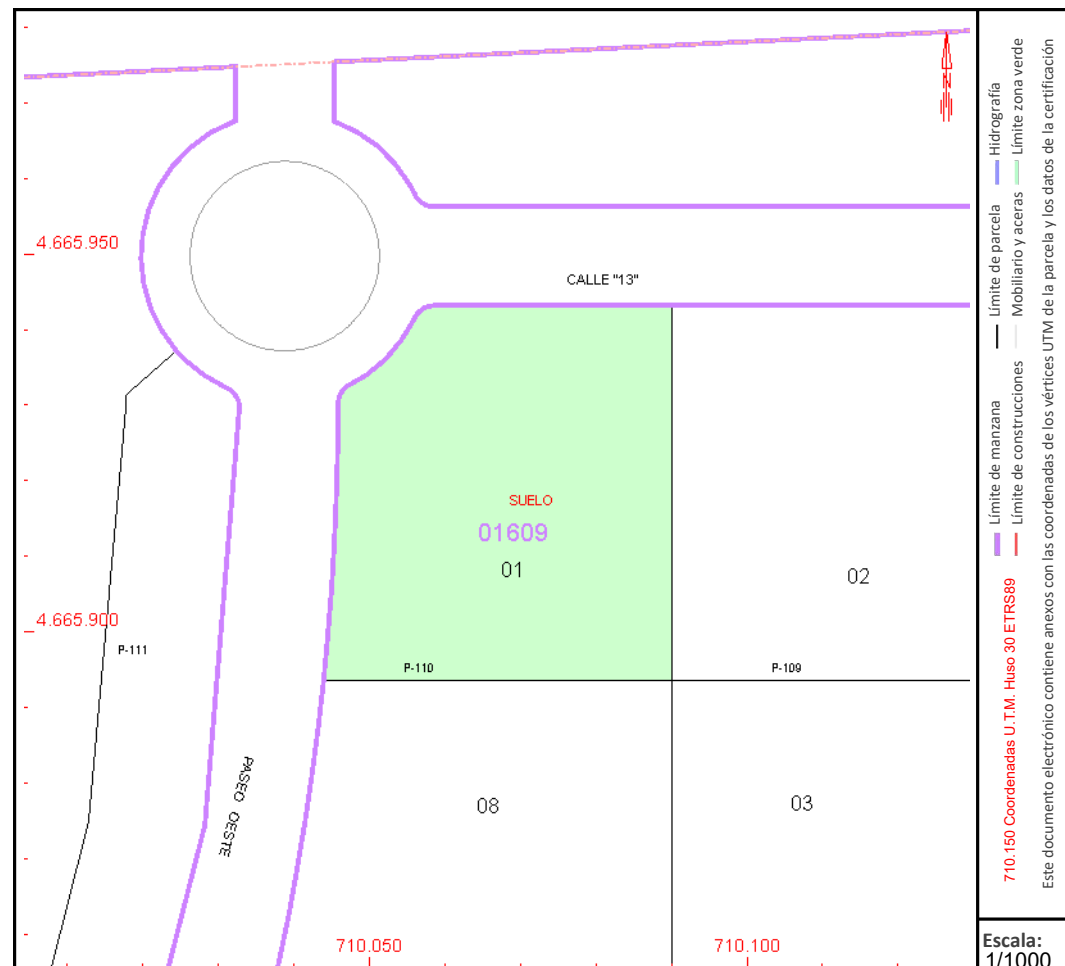 4.665.950
CALLE "13"
SUELO
01609
01
02
4.665.900
P-111
P-110
P-109
PASEO OESTE
08
03
710.050
710.100
N
710.150 Coordenadas U.T.M. Huso 30 ETRS89
Límite de manzana
Límite de parcela
Hidrografía
Límite de construcciones
Mobiliario y aceras
Límite zona verde
Este documento electrónico contiene anexos con las coordenadas de los vértices UTM de la parcela y los datos de la certificación
Escala:
1/1000